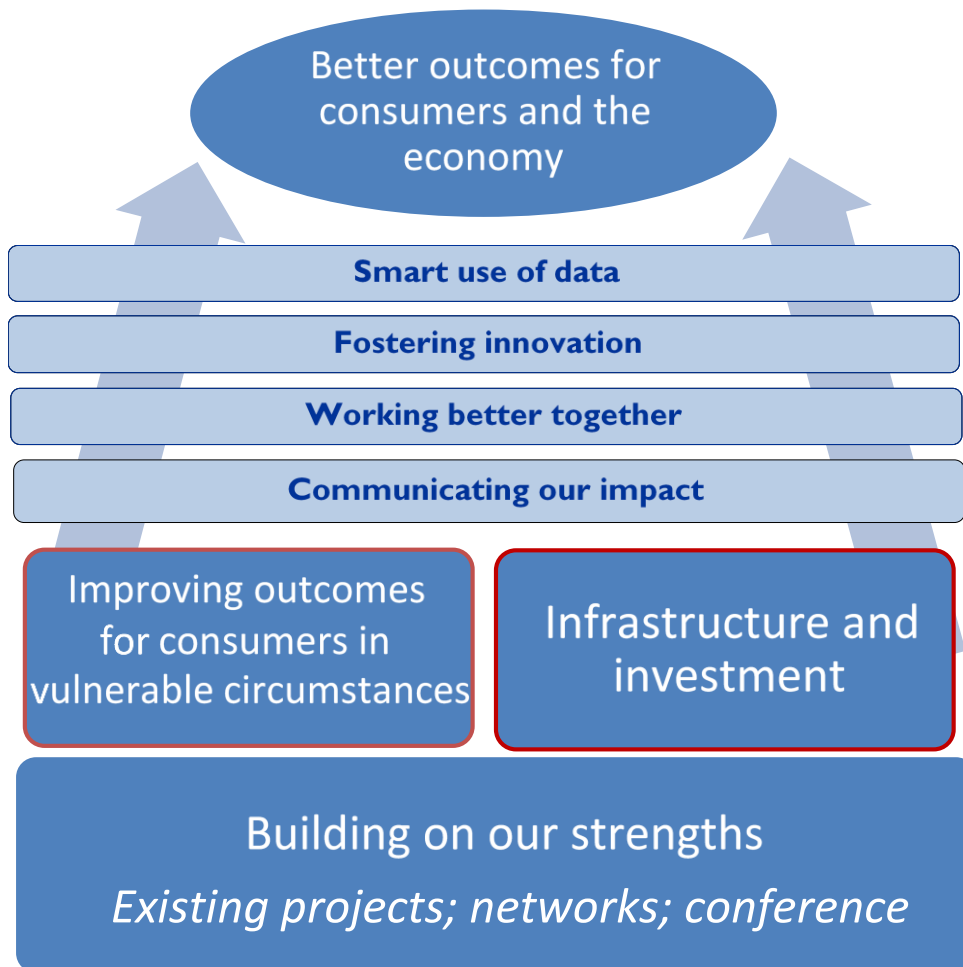 Better outcomes for
consumers and the
economy
Smart use of data
Fostering innovation
Working better together
Communicating our impact
Improving outcomes
for consumers in
vulnerable circumstances
Infrastructure and
investment
Building on our strengths
Existing projects; networks; conference